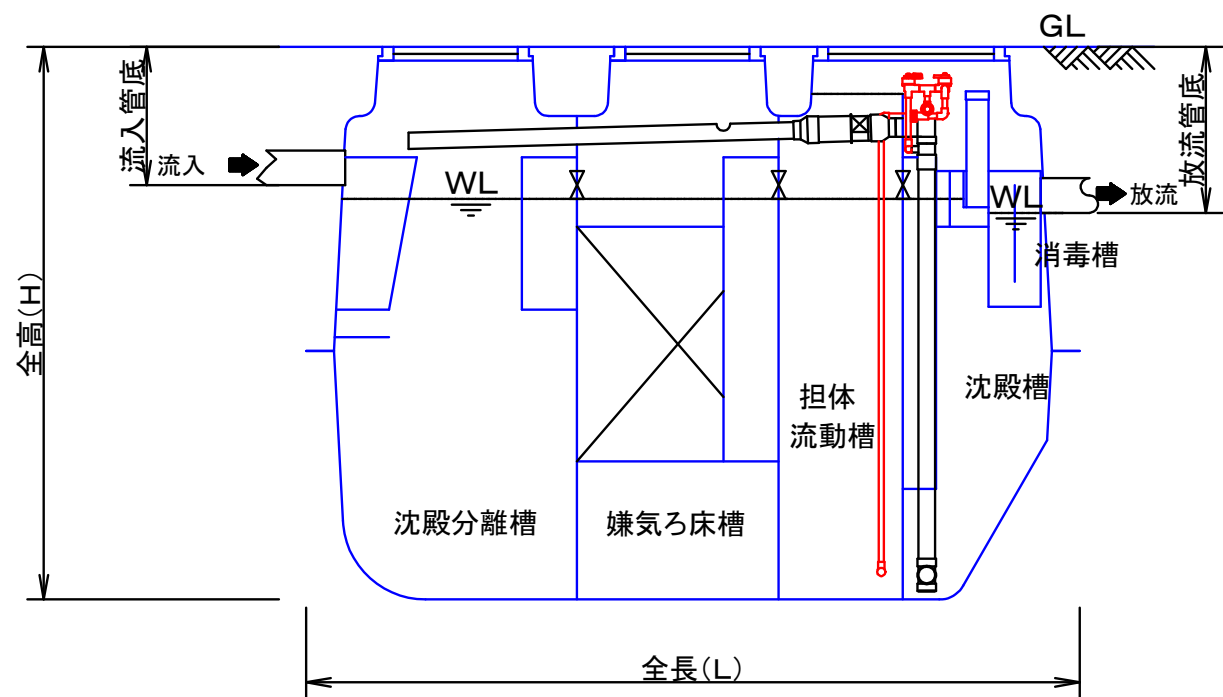 GL
流入管底
放流管底
流入
WL
WL
放流
消毒槽
全高(H)
担体
流動槽
沈殿槽
沈殿分離槽
嫌気ろ床槽
全長(L)